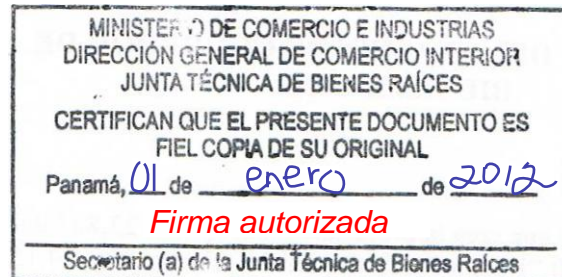 MINISTERIO DE COMERCIO E INDUSTRIAS
DIRECCIÓN GENERAL DE COMERCIO INTERIOR
JUNTA TÉCNICA DE BIENES RAÍCES
CERTIFICAN QUE EL PRESENTE DOCUMENTO ES
FIEL COPIA DE SU ORIGINAL
Panamá, 01 de enero de 2012
Firma autorizada
Secretario (a) de la Junta Técnica de Bienes Raíces